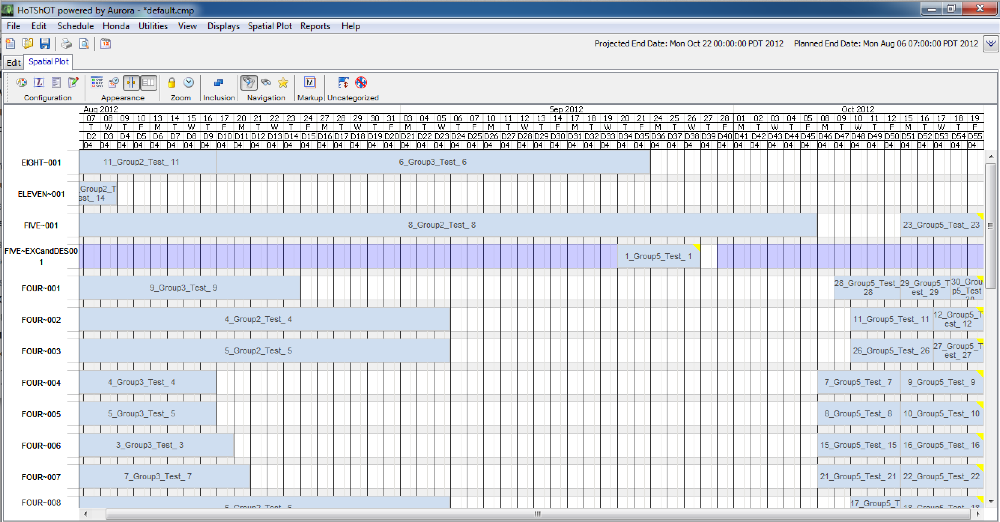 HoTShOT powered by Aurora - *default.cmp
File Edit Schedule Honda Utilities View Displays Spatial Plot Reports Help
Projected End Date: Mon Oct 22 00:00:00 PDT 2012 Planned End Date: Mon Aug 06 07:00:00 PDT 2012
Edit Spatial Plot
Configuration Appearance Zoom Inclusion Navigation Markup Uncategorized
Aug 2012 Sep 2012 Oct 2012
07 08 09 10 13 14 15 16 17 20 21 22 23 24 27 28 29 30 31 03 04 05 06 07 10 11 12 13 14 17 18 19 20 21 24 25 26 27 28 01 02 03 04 05 08 09 10 11 12 15 16 17 18 19
T W T F M T W T F M T W T F M T W T F M T W T F M T W T F M T W T F M T W T F M T W T F M T W T F M T W T F
D2 D3 D4 D5 D6 D7 D8 D9 D10 D11 D12 D13 D14 D15 D16 D17 D18 D19 D20 D21 D22 D23 D24 D25 D26 D27 D28 D29 D30 D31 D32 D33 D34 D35 D36 D37 D38 D39 D40 D41 D42 D43 D44 D45 D46 D47 D48 D49 D50 D51 D52 D53 D54 D55
04 04 04 04 04 04 04 04 04 04 04 04 04 04 04 04 04 04 04 04 04 04 04 04 04 04 04 04 04 04 04 04 04 04 04 04 04 04 04 04 04 04 04 04 04 04 04 04 04 04 04 04 04 04
EIGHT~001 11_Group2_Test_ 11 6_Group3_Test_ 6
ELEVEN~001 _Group2_T
est_ 14
FIVE~001 8_Group2_Test_ 8 23_Group5_Test_ 23
FIVE~EXCandDES00
1 1_Group5_Test_ 1
FOUR~001 9_Group3_Test_ 9 28_Group5_Test_ 29_Group5_T 30_Grou
28 est_ 29 p5_Test
FOUR~002 4_Group2_Test_ 4 11_Group5_Test_ 11 12_Group5_T
est_ 12
FOUR~003 5_Group2_Test_ 5 26_Group5_Test_ 26 27_Group5_T
est_ 27
FOUR~004 4_Group3_Test_ 4 7_Group5_Test_ 7 9_Group5_Test_ 9
FOUR~005 5_Group3_Test_ 5 8_Group5_Test_ 8 10_Group5_Test_ 10
FOUR~006 3_Group3_Test_ 3 15_Group5_Test_ 15 16_Group5_Test_ 16
FOUR~007 7_Group3_Test_ 7 21_Group5_Test_ 21 22_Group5_Test_ 22
FOUR~008 6_Group2_Test_ 6 17_Group5_T 18_Group5_Test_ 18